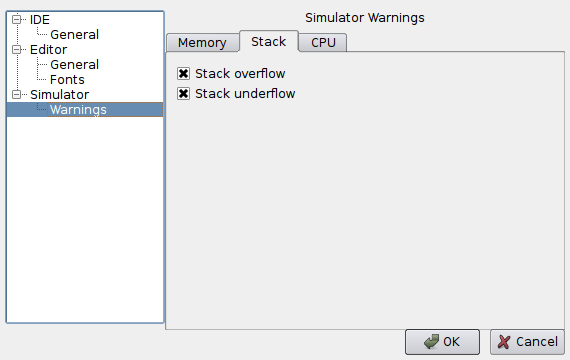 IDE
General
Editor
General
Fonts
Simulator
Warnings
Simulator Warnings
Memory Stack CPU
Stack overflow
Stack underflow
OK Cancel